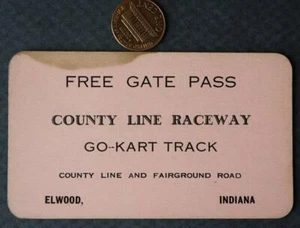 FREE GATE PASS
COUNTY LINE RACEWAY
GO-KART TRACK
COUNTY LINE AND FAIRGROUND ROAD
ELWOOD, INDIANA